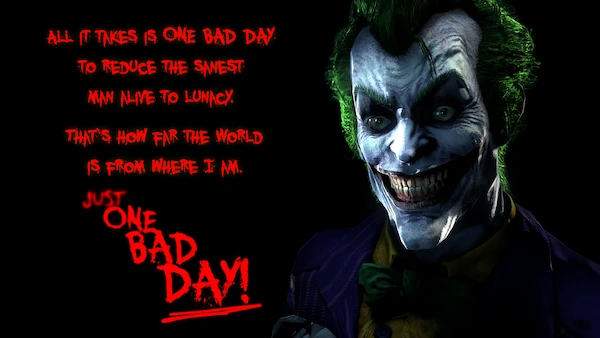 ALL IT TAKES IS ONE BAD DAY
TO REDUCE THE SANEST
MAN ALIVE TO LUNACY.
THAT'S HOW FAR THE WORLD
IS FROM WHERE I AM.
JUST
ONE
BAD
DAY!